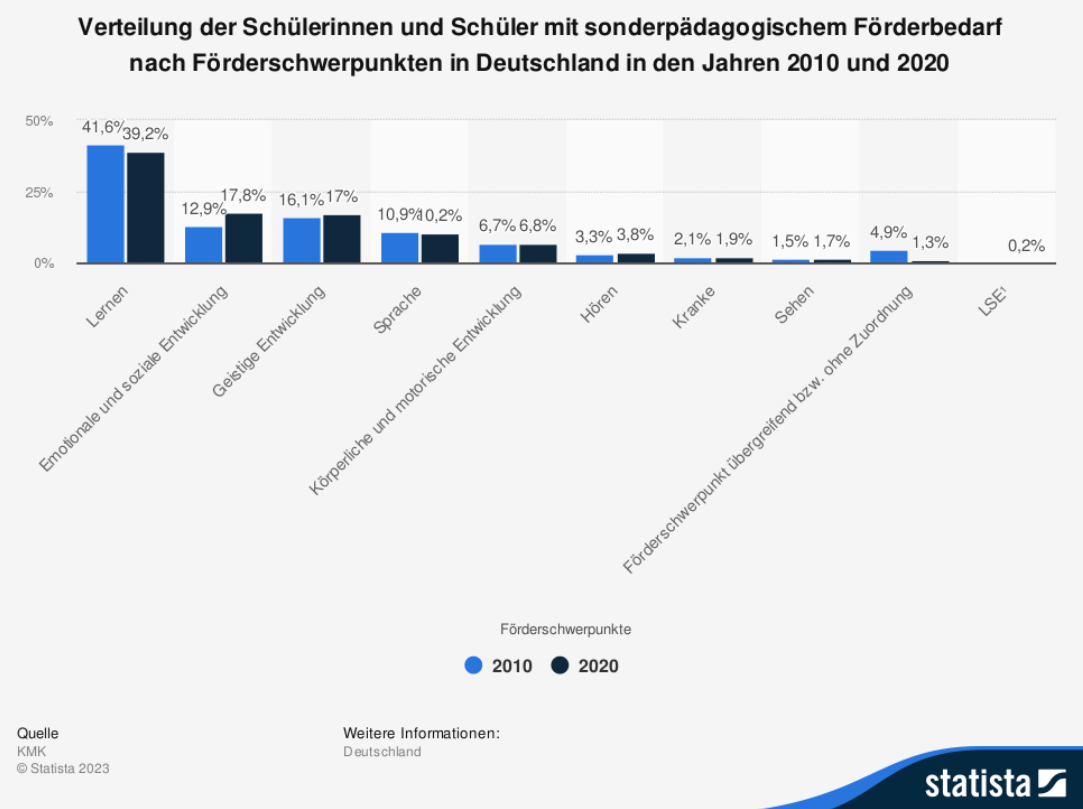 Verteilung der Schülerinnen und Schüler mit sonderpädagogischem Förderbedarf
nach Förderschwerpunkten in Deutschland in den Jahren 2010 und 2020
50%
25%
0%
41,6% 39,2%
12,9% 17,8%
16,1% 17%
10,9% 10,2%
6,7% 6,8%
3,3% 3,8%
2,1% 1,9%
1,5% 1,7%
4,9% 1,3%
0,2%
Lernen
Emotionale und soziale Entwicklung
Geistige Entwicklung
Sprache
Körperliche und motorische Entwicklung
Hören
Kranke
Sehen
Förderschwerpunkt übergreifend bzw. ohne Zuordnung
LSE¹
Förderschwerpunkte
2010 2020
Quelle
KMK
© Statista 2023
Weitere Informationen:
Deutschland
statista